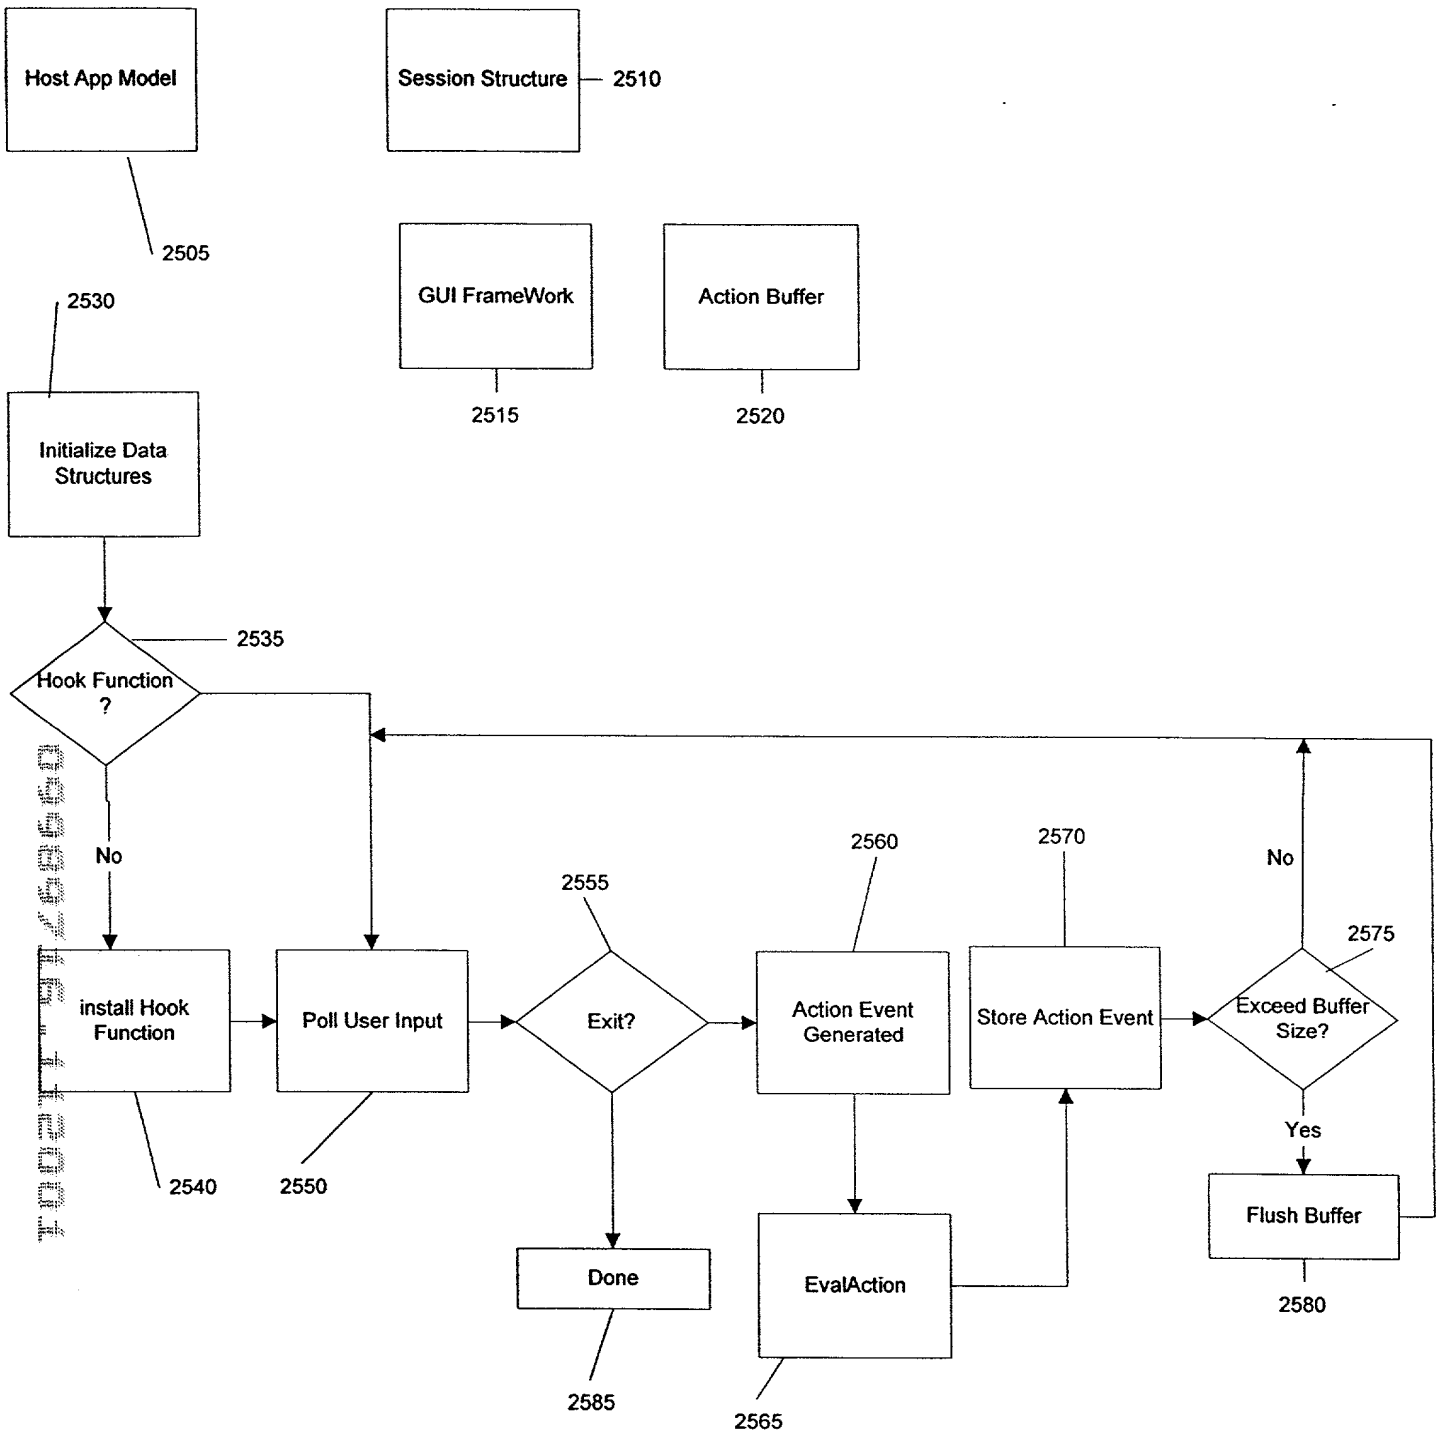 Host App Model
Session Structure
2510
2505
GUI FrameWork
Action Buffer
2530
2515
2520
Initialize Data
Structures
2535
Hook Function
?
No
2560
2570
No
2555
2575
install Hook
Function
Poll User Input
Exit?
Action Event
Generated
Store Action Event
Exceed Buffer
Size?
Yes
2540
2550
Flush Buffer
Done
EvalAction
2580
2585
2565